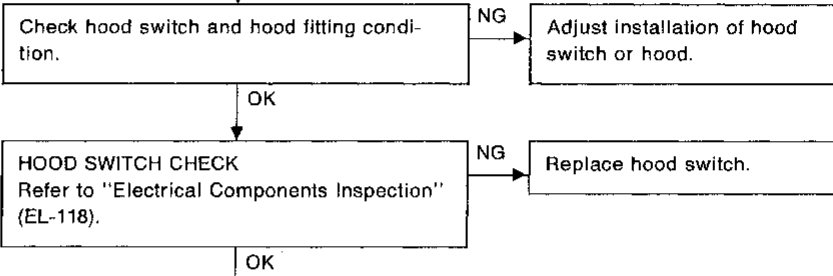 Check hood switch and hood fitting condi-
tion.
NG
Adjust installation of hood
switch or hood.
OK
HOOD SWITCH CHECK
Refer to "Electrical Components Inspection"
(EL-118).
NG
Replace hood switch.
OK